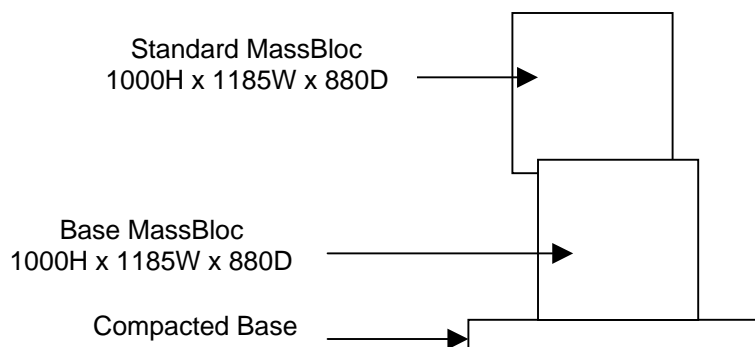 Standard MassBloc
1000H x 1185W x 880D
Base MassBloc
1000H x 1185W x 880D
Compacted Base